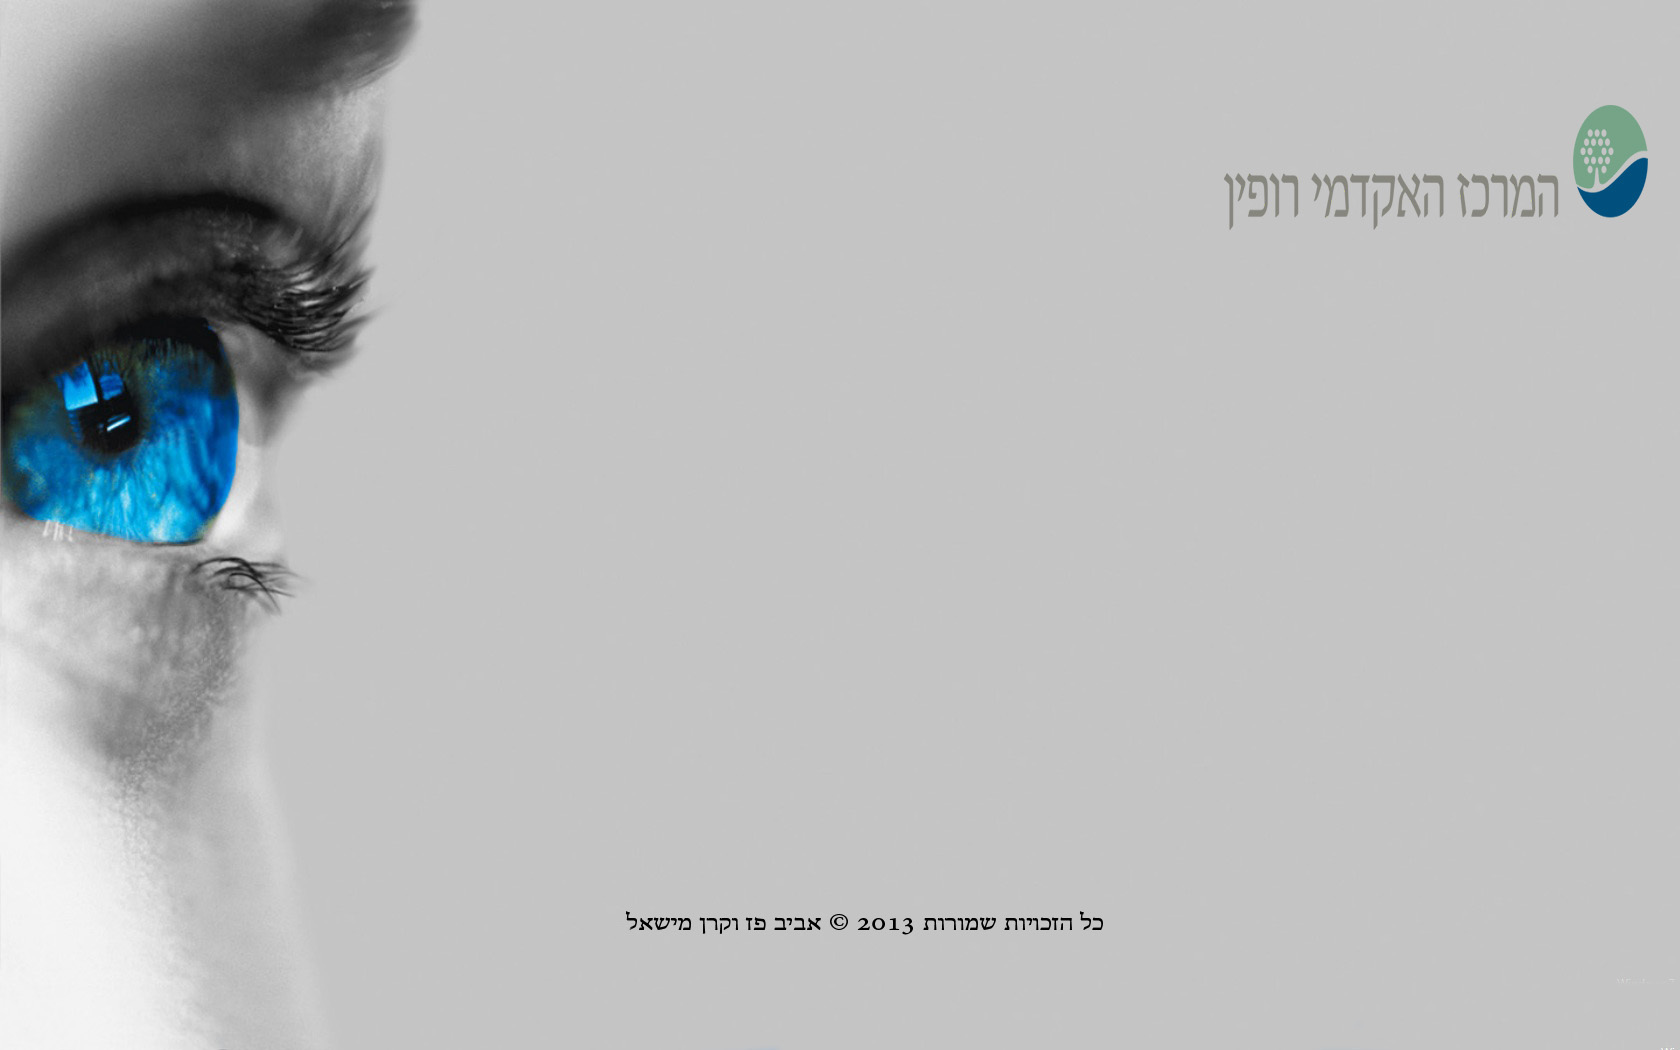 המרכז האקדמי רופין
כל הזכויות שמורות 2013 © אביב פז וקרן מישאל